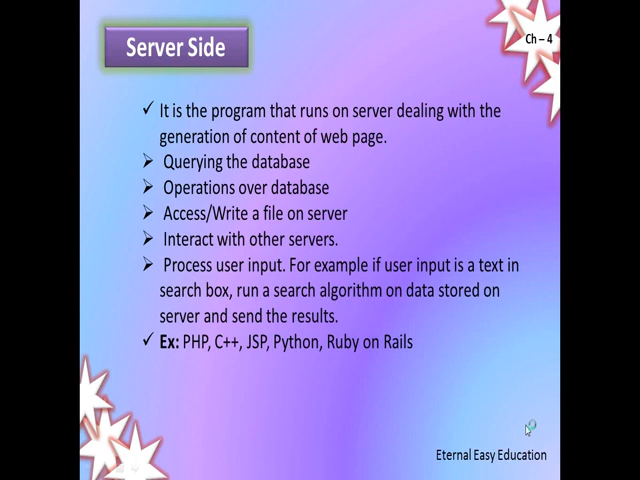 Server Side
Ch – 4
✓ It is the program that runs on server dealing with the
generation of content of web page.
➢ Querying the database
➢ Operations over database
➢ Access/Write a file on server
➢ Interact with other servers.
➢ Process user input. For example if user input is a text in
search box, run a search algorithm on data stored on
server and send the results.
✓ Ex: PHP, C++, JSP, Python, Ruby on Rails
Eternal Easy Education